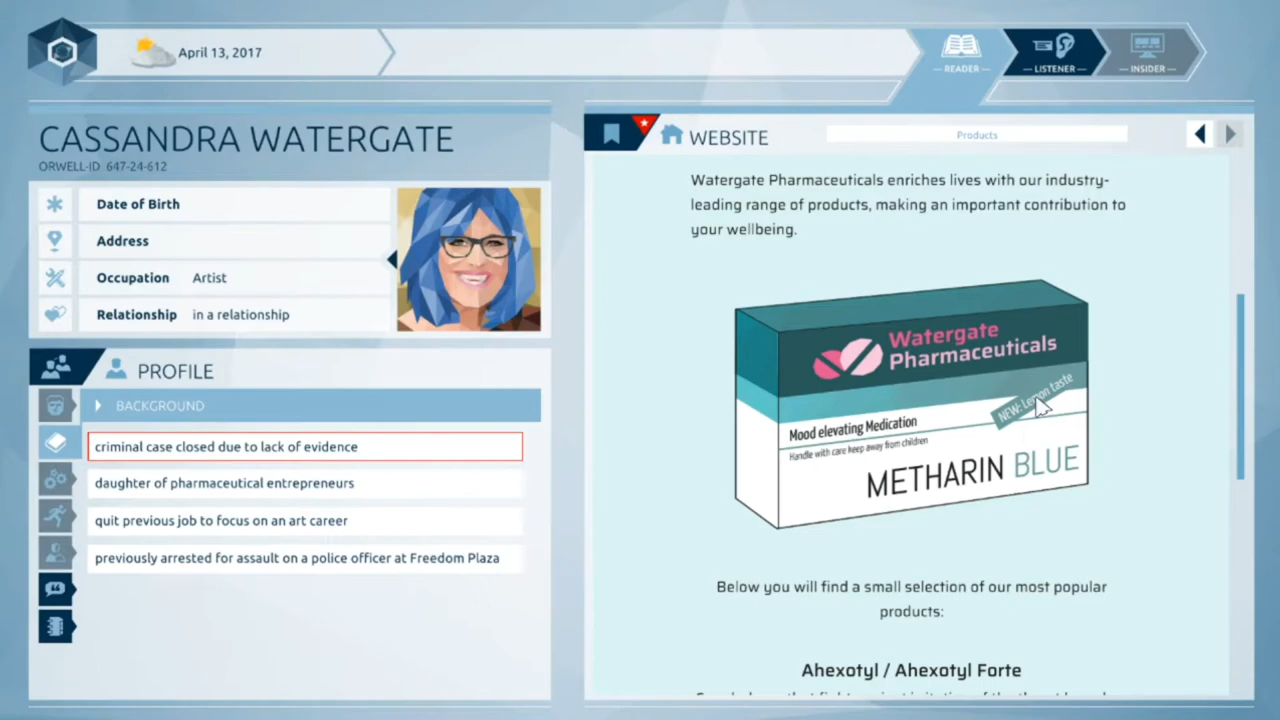 April 13, 2017
READER
LISTENER
INSIDER
CASSANDRA WATERGATE
ORWELL-ID 647-24-612
Date of Birth
Address
Occupation Artist
Relationship in a relationship
PROFILE
BACKGROUND
criminal case closed due to lack of evidence
daughter of pharmaceutical entrepreneurs
quit previous job to focus on an art career
previously arrested for assault on a police officer at Freedom Plaza
WEBSITE
Products
Watergate Pharmaceuticals enriches lives with our industry-
leading range of products, making an important contribution to
your wellbeing.
Watergate
Pharmaceuticals
NEW: Lemon taste
Mood elevating Medication
Handle with care keep away from children
METHARIN BLUE
Below you will find a small selection of our most popular
products:
Ahexotyl / Ahexotyl Forte